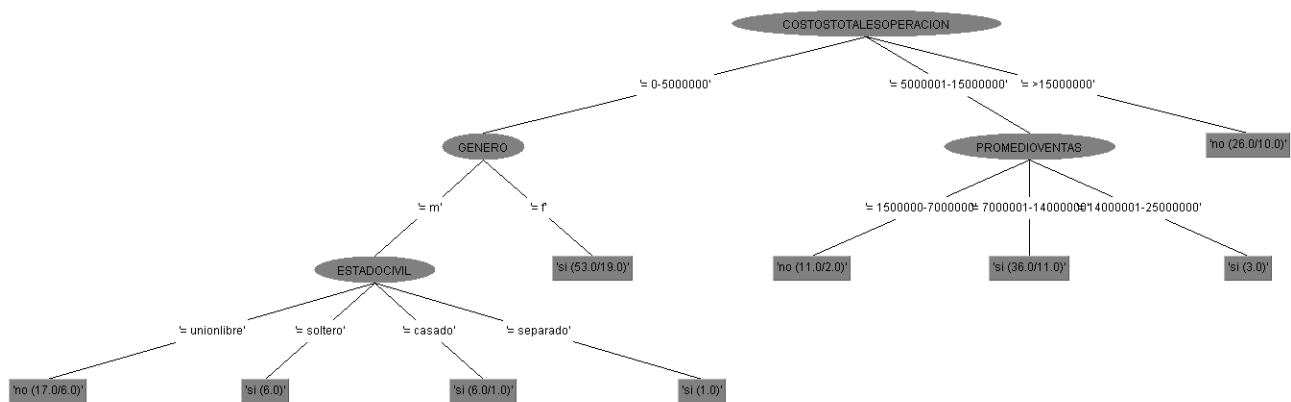 COSTOSTOTALESOPERACION
'= 0-5000000'
'= 5000001-15000000'
'= >15000000'
GENERO
PROMEDIOVENTAS
'no (26.0/10.0)'
'= m'
'= f'
'= 1500000-7000000'
'= 7000001-14000000'
'= 14000001-25000000'
ESTADOCIVIL
'si (53.0/19.0)'
'no (11.0/2.0)'
'si (36.0/11.0)'
'si (3.0)'
'= unionlibre'
'= soltero'
'= casado'
'= separado'
'no (17.0/6.0)'
'si (6.0)'
'si (6.0/1.0)'
'si (1.0)'